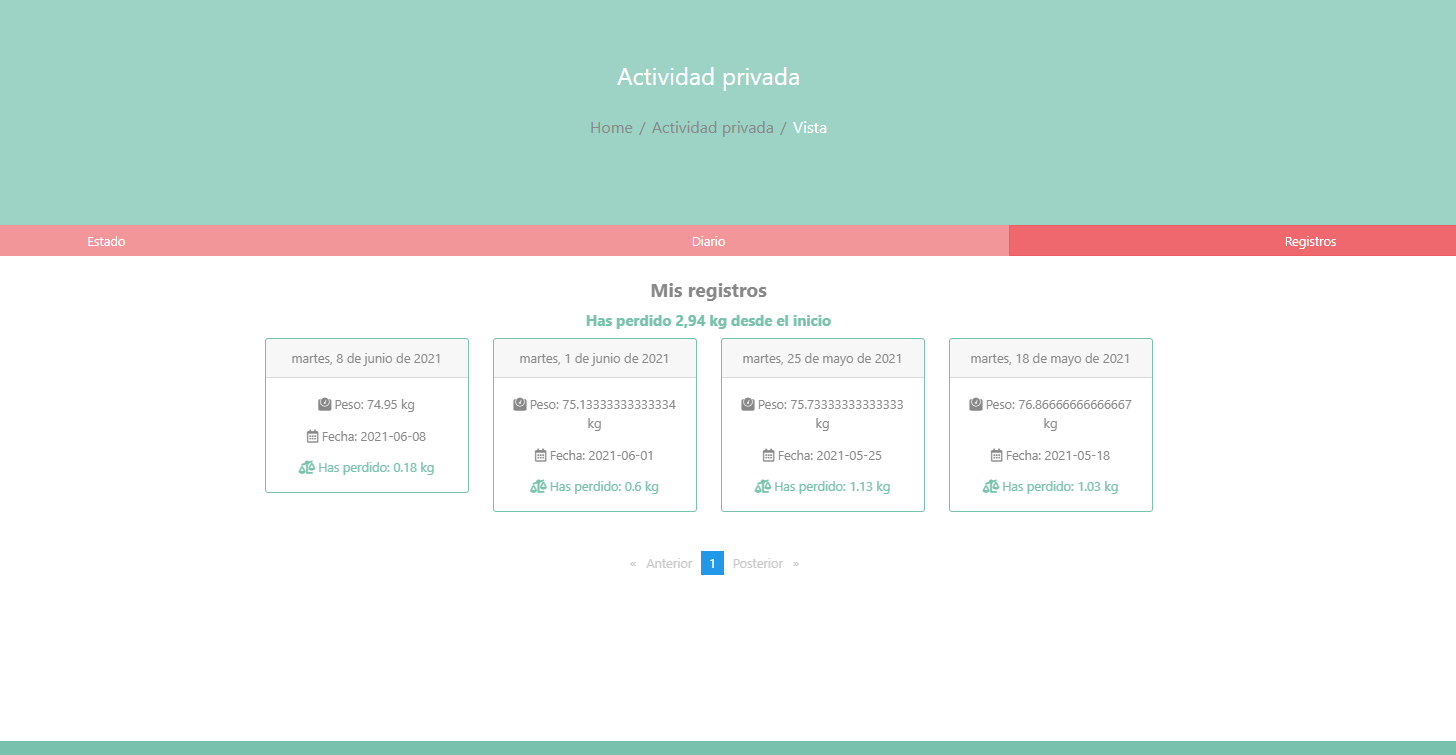 Actividad privada
Home / Actividad privada / Vista
Estado
Diario
Registros
Mis registros
Has perdido 2,94 kg desde el inicio
martes, 8 de junio de 2021
Peso: 74.95 kg
Fecha: 2021-06-08
Has perdido: 0.18 kg
martes, 1 de junio de 2021
Peso: 75.13333333333334
kg
Fecha: 2021-06-01
Has perdido: 0.6 kg
martes, 25 de mayo de 2021
Peso: 75.73333333333333
kg
Fecha: 2021-05-25
Has perdido: 1.13 kg
martes, 18 de mayo de 2021
Peso: 76.86666666666667
kg
Fecha: 2021-05-18
Has perdido: 1.03 kg
« Anterior 1 Posterior »